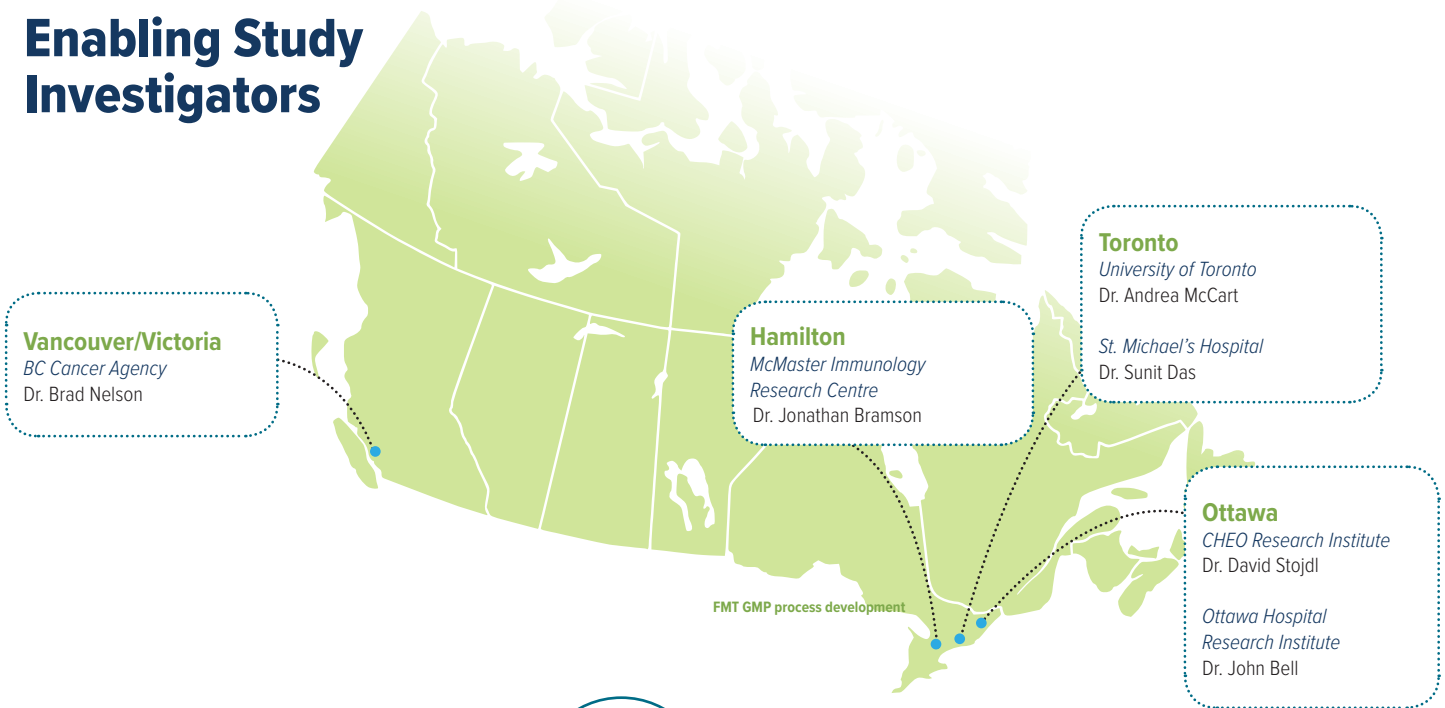 Enabling Study
Investigators
Vancouver/Victoria
BC Cancer Agency
Dr. Brad Nelson
Hamilton
McMaster Immunology
Research Centre
Dr. Jonathan Bramson
Toronto
University of Toronto
Dr. Andrea McCart
St. Michael’s Hospital
Dr. Sunit Das
Ottawa
CHEO Research Institute
Dr. David Stojdl
Ottawa Hospital
Research Institute
Dr. John Bell
FMT GMP process development